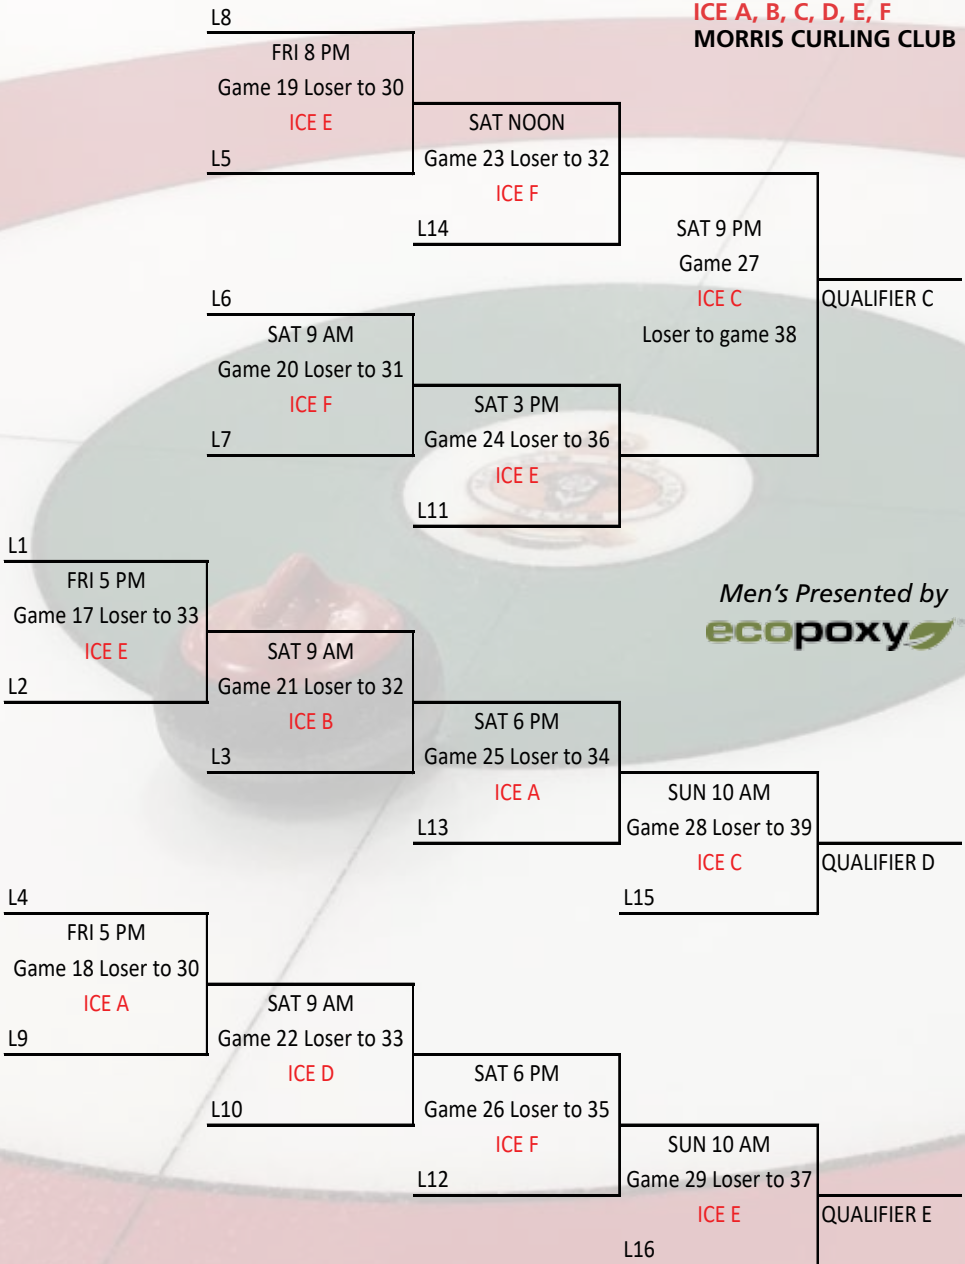 ICE A, B, C, D, E, F
MORRIS CURLING CLUB
L8
FRI 8 PM
Game 19 Loser to 30
ICE E
L5
SAT NOON
Game 23 Loser to 32
ICE F
L14
SAT 9 PM
Game 27
ICE C
Loser to game 38
QUALIFIER C
L6
SAT 9 AM
Game 20 Loser to 31
ICE F
L7
SAT 3 PM
Game 24 Loser to 36
ICE E
L11
L1
FRI 5 PM
Game 17 Loser to 33
ICE E
L2
Men's Presented by
ecopoxy
SAT 9 AM
Game 21 Loser to 32
ICE B
L3
SAT 6 PM
Game 25 Loser to 34
ICE A
L13
SUN 10 AM
Game 28 Loser to 39
ICE C
QUALIFIER D
L15
L4
FRI 5 PM
Game 18 Loser to 30
ICE A
L9
SAT 9 AM
Game 22 Loser to 33
ICE D
L10
SAT 6 PM
Game 26 Loser to 35
ICE F
L12
SUN 10 AM
Game 29 Loser to 37
ICE E
QUALIFIER E
L16